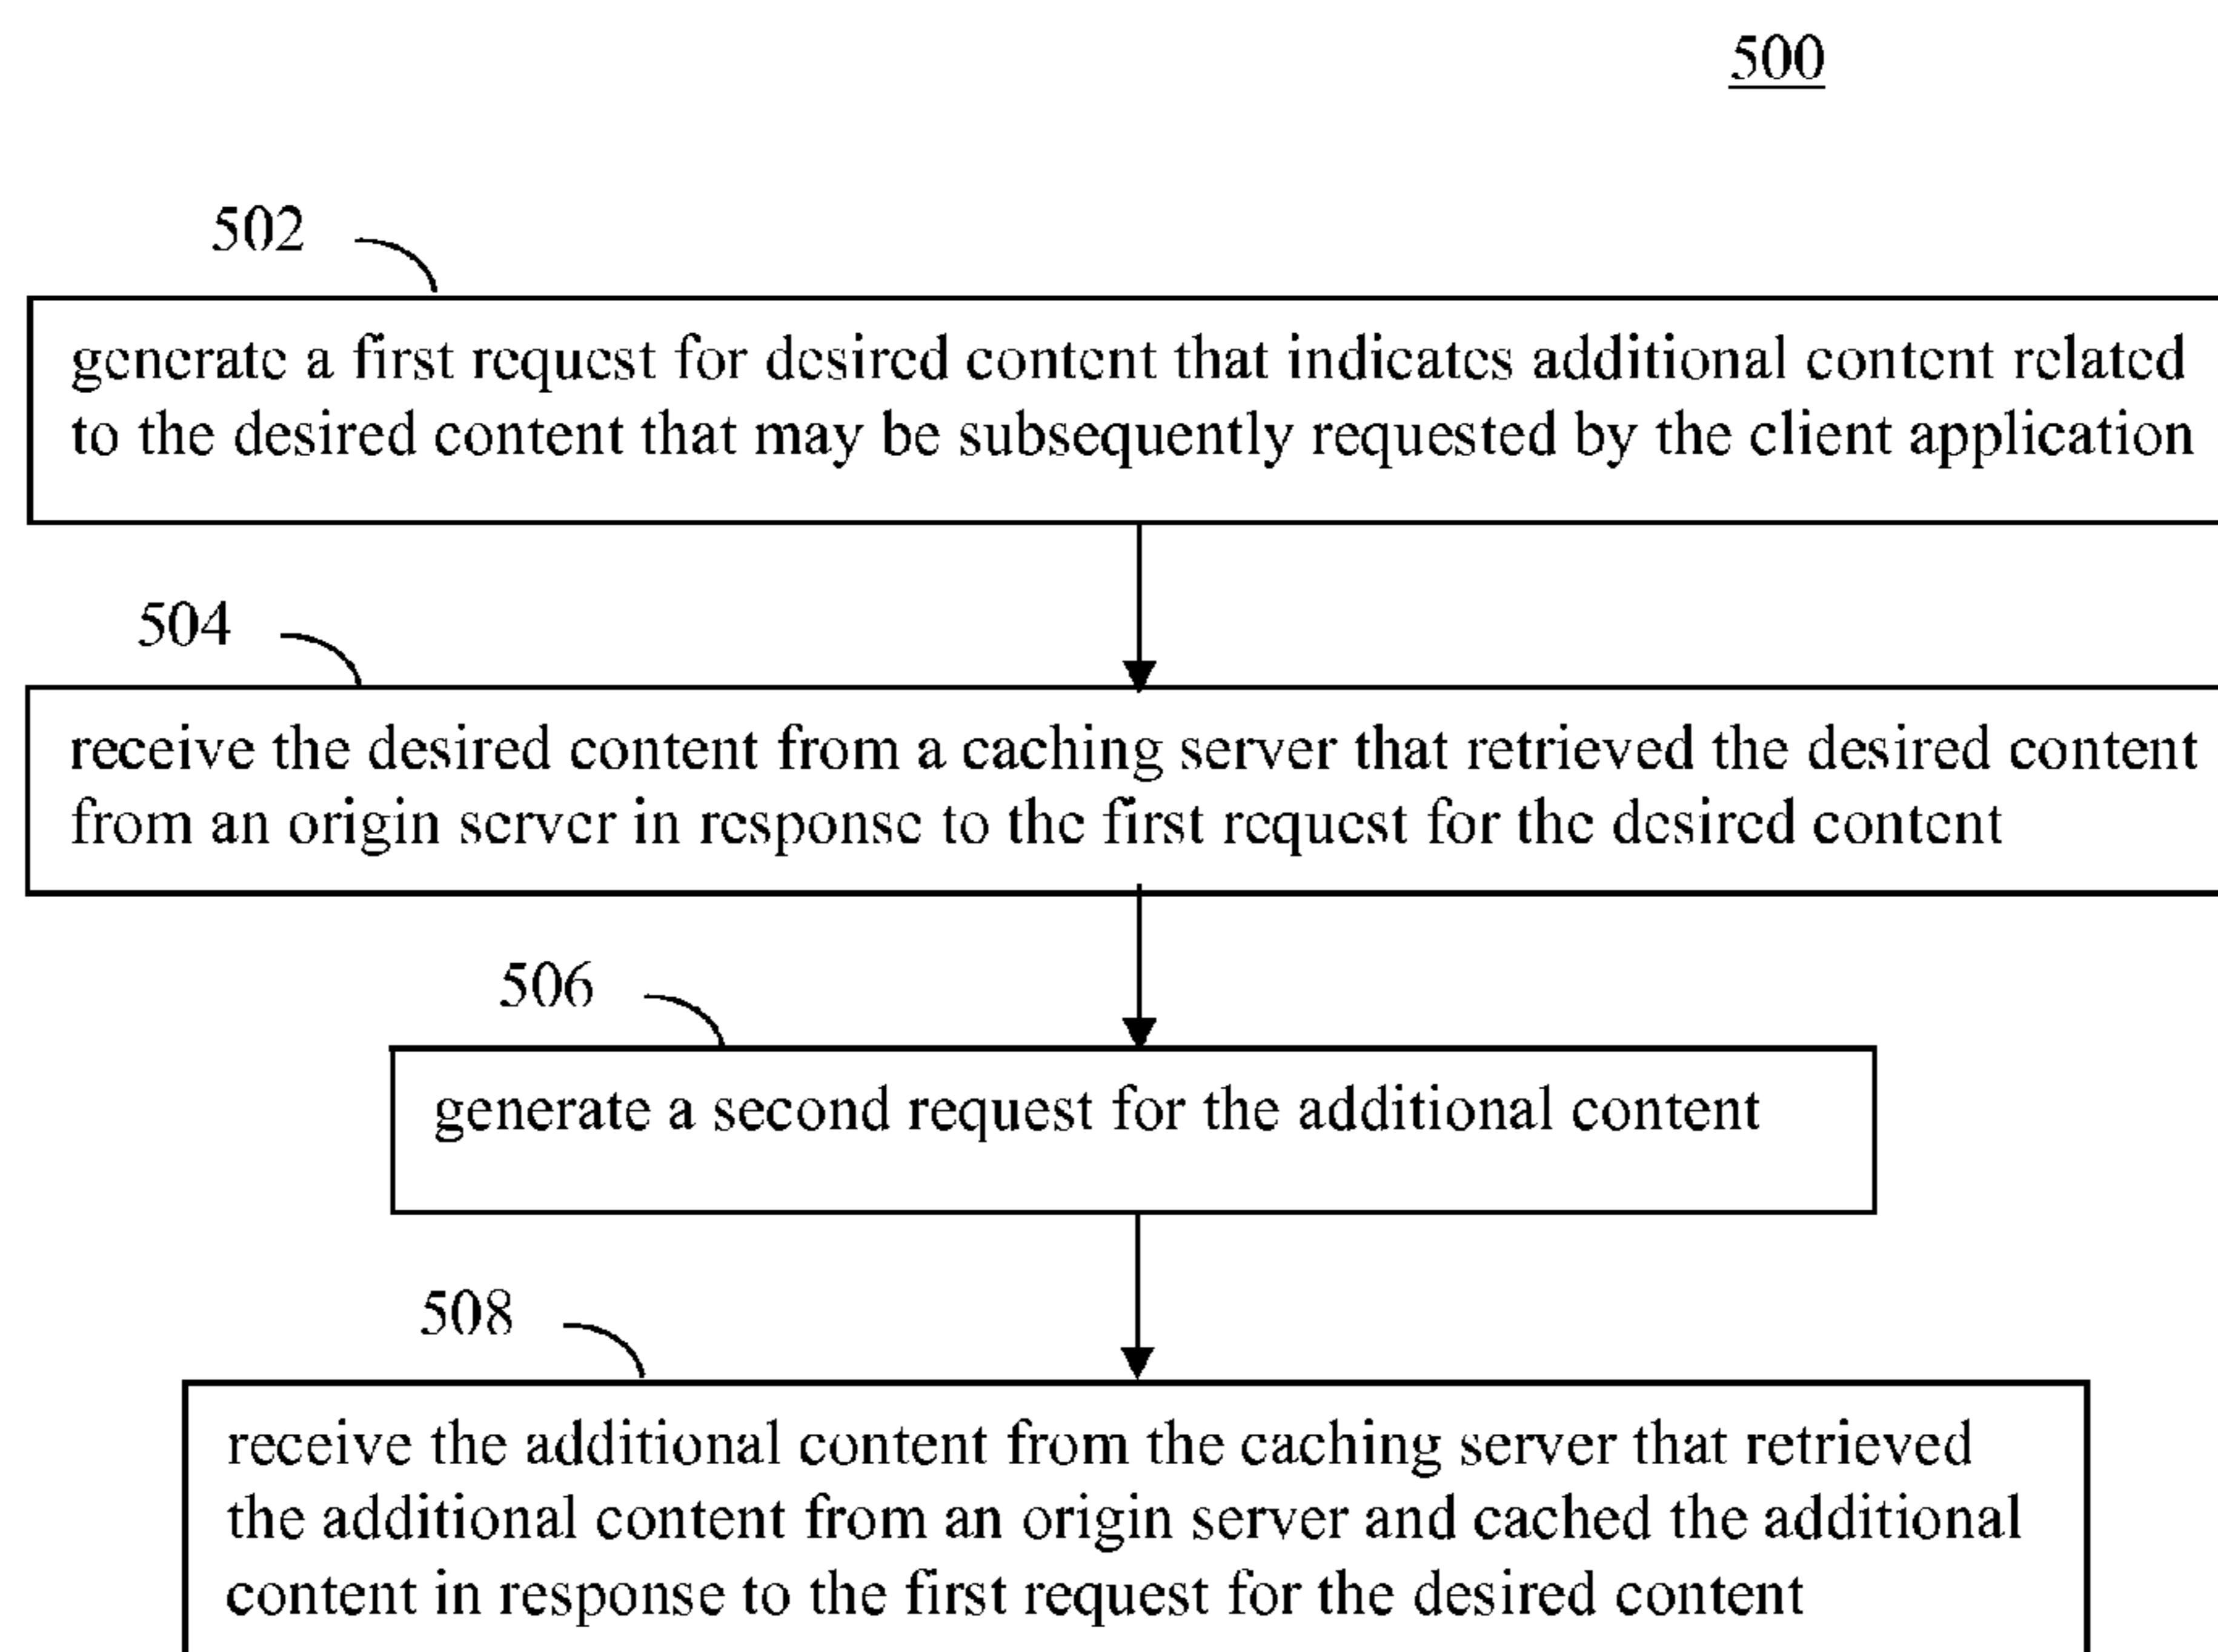 500
502
generate a first request for desired content that indicates additional content related
to the desired content that may be subsequently requested by the client application
504
receive the desired content from a caching server that retrieved the desired content
from an origin server in response to the first request for the desired content
506
generate a second request for the additional content
508
receive the additional content from the caching server that retrieved
the additional content from an origin server and cached the additional
content in response to the first request for the desired content